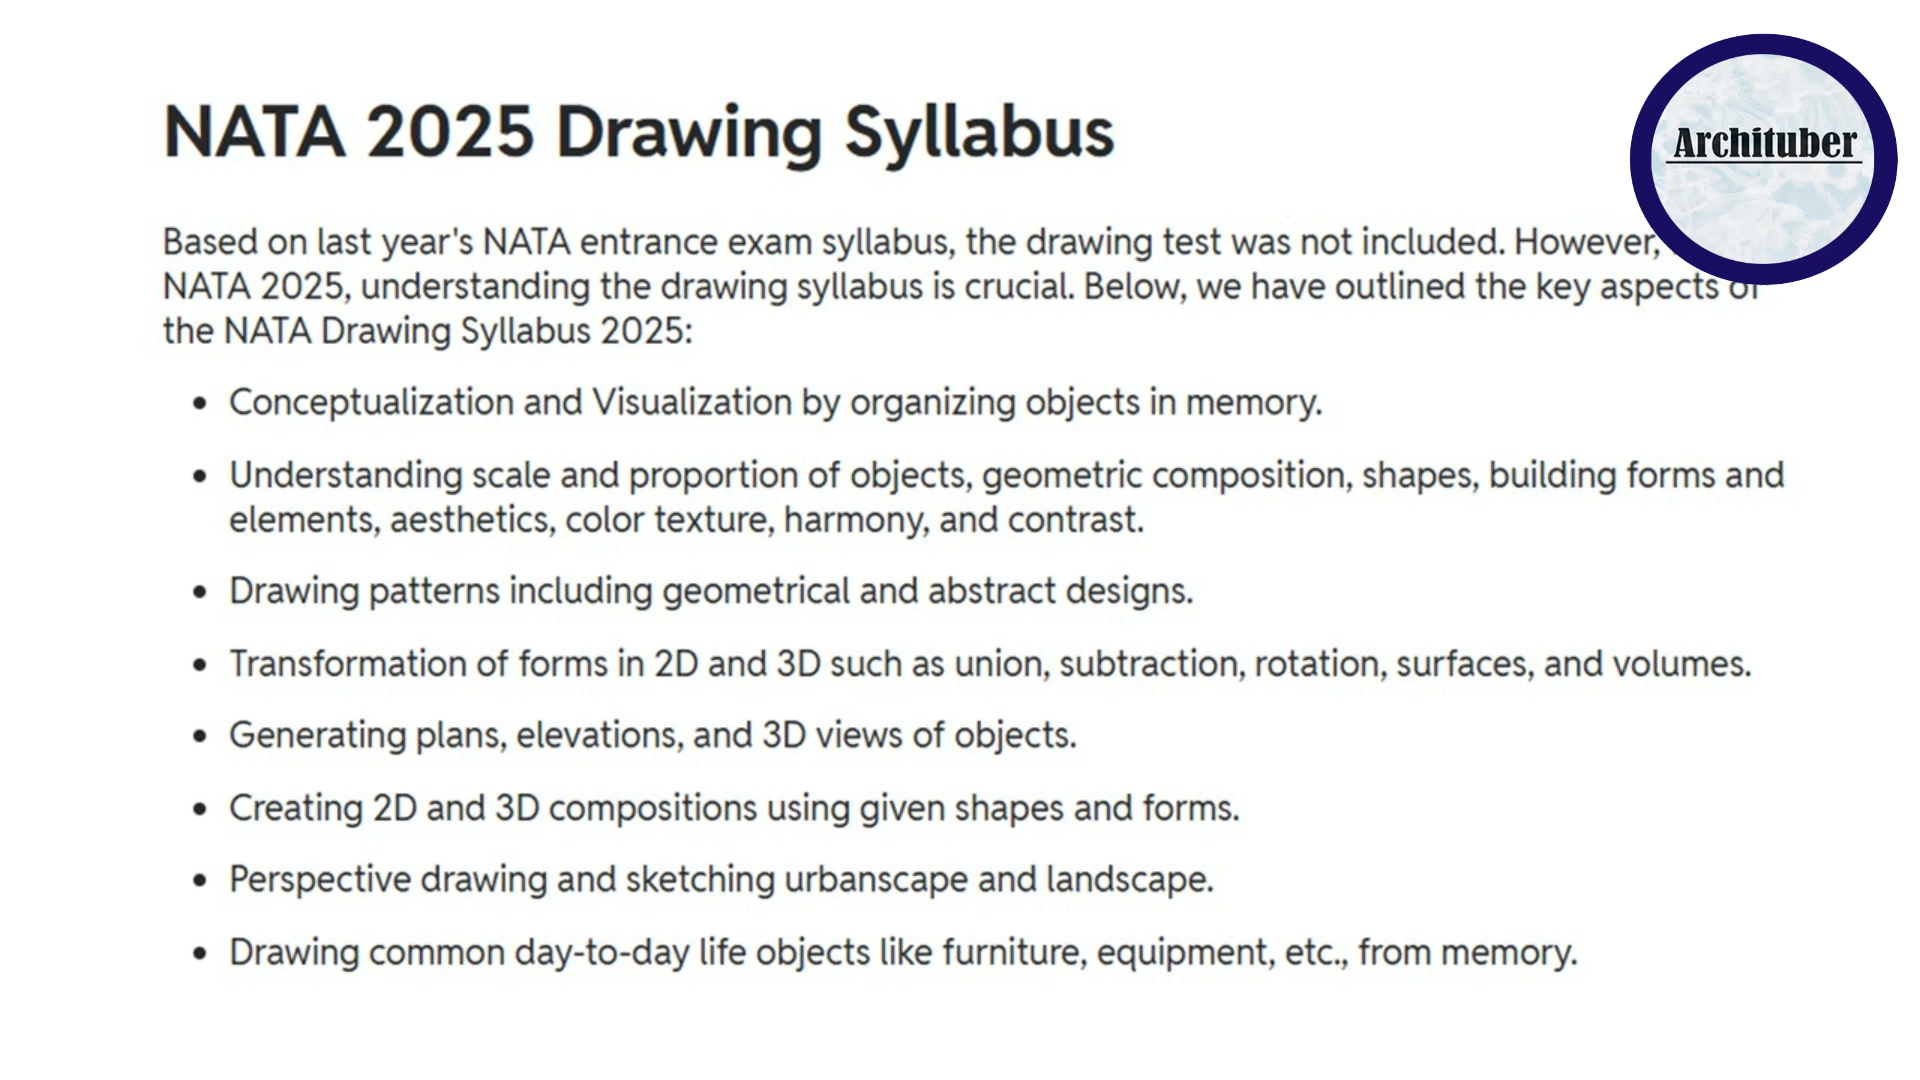 NATA 2025 Drawing Syllabus
Archituber
Based on last year's NATA entrance exam syllabus, the drawing test was not included. However,
NATA 2025, understanding the drawing syllabus is crucial. Below, we have outlined the key aspects of
the NATA Drawing Syllabus 2025:
• Conceptualization and Visualization by organizing objects in memory.
• Understanding scale and proportion of objects, geometric composition, shapes, building forms and
elements, aesthetics, color texture, harmony, and contrast.
• Drawing patterns including geometrical and abstract designs.
• Transformation of forms in 2D and 3D such as union, subtraction, rotation, surfaces, and volumes.
• Generating plans, elevations, and 3D views of objects.
• Creating 2D and 3D compositions using given shapes and forms.
• Perspective drawing and sketching urbanscape and landscape.
• Drawing common day-to-day life objects like furniture, equipment, etc., from memory.